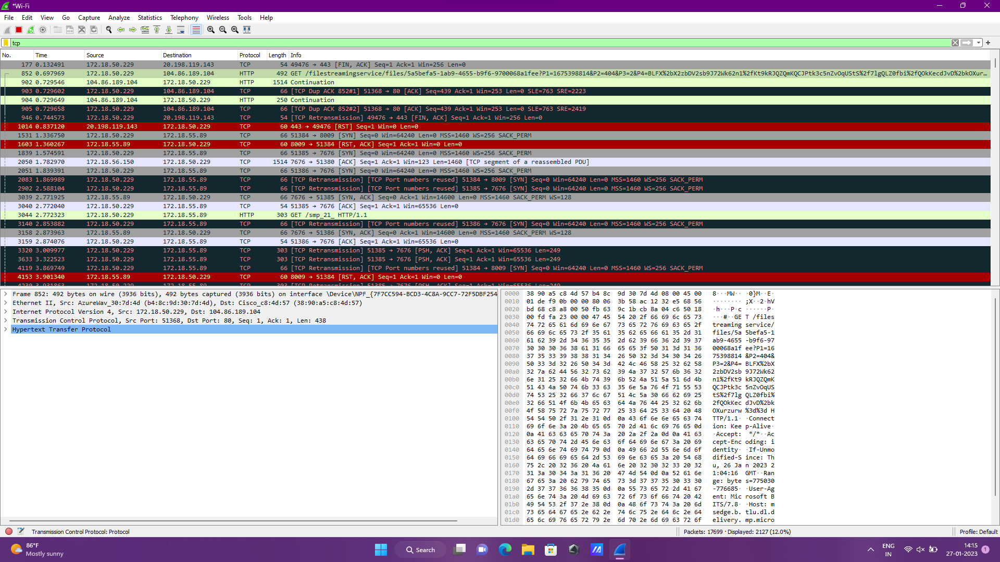 *Wi-Fi
File Edit View Go Capture Analyze Statistics Telephony Wireless Tools Help
tcp
No. Time Source Destination Protocol Length Info
177 0.132491 172.18.50.229 20.198.119.143 TCP 54 49476 → 443 [FIN, ACK] Seq=1 Ack=1 Win=256 Len=0
852 0.697969 172.18.50.229 104.86.189.104 HTTP 492 GET /filestreamingservice/files/5a5befa5-1ab9-4655-b9f6-9700068a1fee?P1=1675398814&P2=404&P3=2&P4=BLFX%2bX2zbDV2sb9J72Wk62n1%2fKt9kRJQZQmKQCJPtk3c5nZvOqUStS%2f7lgQLZ0fbi%2fQOkKecdJvD%2bkOXur...
902 0.729546 104.86.189.104 172.18.50.229 HTTP 1514 Continuation
903 0.729602 172.18.50.229 104.86.189.104 TCP 66 [TCP Dup ACK 852#1] 51368 → 80 [ACK] Seq=439 Ack=1 Win=253 Len=0 SLE=763 SRE=2223
904 0.729649 104.86.189.104 172.18.50.229 HTTP 250 Continuation
905 0.729658 172.18.50.229 104.86.189.104 TCP 66 [TCP Dup ACK 852#2] 51368 → 80 [ACK] Seq=439 Ack=1 Win=253 Len=0 SLE=763 SRE=2419
946 0.744573 172.18.50.229 20.198.119.143 TCP 54 [TCP Retransmission] 49476 → 443 [FIN, ACK] Seq=1 Ack=1 Win=256 Len=0
1014 0.837120 20.198.119.143 172.18.50.229 TCP 60 443 → 49476 [RST] Seq=1 Win=0 Len=0
1531 1.336750 172.18.50.229 172.18.55.89 TCP 66 51384 → 8009 [SYN] Seq=0 Win=64240 Len=0 MSS=1460 WS=256 SACK_PERM
1603 1.360267 172.18.55.89 172.18.50.229 TCP 60 8009 → 51384 [RST, ACK] Seq=1 Ack=1 Win=0 Len=0
1839 1.574591 172.18.50.229 172.18.55.89 TCP 66 51385 → 7676 [SYN] Seq=0 Win=64240 Len=0 MSS=1460 WS=256 SACK_PERM
2050 1.782970 172.18.56.150 172.18.50.229 TCP 1514 7676 → 51380 [ACK] Seq=1 Ack=1 Win=123 Len=1460 [TCP segment of a reassembled PDU]
2051 1.839391 172.18.50.229 172.18.55.89 TCP 66 51386 → 7676 [SYN] Seq=0 Win=64240 Len=0 MSS=1460 WS=256 SACK_PERM
2083 1.869989 172.18.50.229 172.18.55.89 TCP 66 [TCP Retransmission] [TCP Port numbers reused] 51384 → 8009 [SYN] Seq=0 Win=64240 Len=0 MSS=1460 WS=256 SACK_PERM
2902 2.588104 172.18.50.229 172.18.55.89 TCP 66 [TCP Retransmission] [TCP Port numbers reused] 51385 → 7676 [SYN] Seq=0 Win=64240 Len=0 MSS=1460 WS=256 SACK_PERM
3039 2.771925 172.18.55.89 172.18.50.229 TCP 66 7676 → 51385 [SYN, ACK] Seq=0 Ack=1 Win=14600 Len=0 MSS=1460 SACK_PERM WS=128
3040 2.772040 172.18.50.229 172.18.55.89 TCP 54 51385 → 7676 [ACK] Seq=1 Ack=1 Win=65536 Len=0
3044 2.772323 172.18.50.229 172.18.55.89 HTTP 303 GET /smp_21_ HTTP/1.1
3140 2.853882 172.18.50.229 172.18.55.89 TCP 66 [TCP Retransmission] [TCP Port numbers reused] 51386 → 7676 [SYN] Seq=0 Win=64240 Len=0 MSS=1460 WS=256 SACK_PERM
3158 2.873963 172.18.55.89 172.18.50.229 TCP 66 7676 → 51386 [SYN, ACK] Seq=0 Ack=1 Win=14600 Len=0 MSS=1460 SACK_PERM WS=128
3159 2.874076 172.18.50.229 172.18.55.89 TCP 54 51386 → 7676 [ACK] Seq=1 Ack=1 Win=65536 Len=0
3320 3.009977 172.18.50.229 172.18.55.89 TCP 303 [TCP Retransmission] 51385 → 7676 [PSH, ACK] Seq=1 Ack=1 Win=65536 Len=249
3633 3.322523 172.18.50.229 172.18.55.89 TCP 303 [TCP Retransmission] 51385 → 7676 [PSH, ACK] Seq=1 Ack=1 Win=65536 Len=249
4119 3.869749 172.18.50.229 172.18.55.89 TCP 66 [TCP Retransmission] [TCP Port numbers reused] 51384 → 8009 [SYN] Seq=0 Win=64240 Len=0 MSS=1460 WS=256 SACK_PERM
4153 3.901340 172.18.55.89 172.18.50.229 TCP 60 8009 → 51384 [RST, ACK] Seq=1 Ack=1 Win=0 Len=0
Frame 852: 492 bytes on wire (3936 bits), 492 bytes captured (3936 bits) on interface \Device\NPF_{7F7CC594-BCD3-4C8A-9CC7-72F5DBF254
Ethernet II, Src: AzureWav_30:7d:4d (b4:8c:9d:30:7d:4d), Dst: Cisco_c8:4d:57 (38:90:a5:c8:4d:57)
Internet Protocol Version 4, Src: 172.18.50.229, Dst: 104.86.189.104
Transmission Control Protocol, Src Port: 51368, Dst Port: 80, Seq: 1, Ack: 1, Len: 438
Hypertext Transfer Protocol
0000 38 90 a5 c8 4d 57 b4 8c 9d 30 7d 4d 08 00 45 00 8···MW·· ·0}M··E·
0010 01 de f9 0b 00 00 80 06 3b 58 ac 12 32 e5 68 56 ········ ;X··2·hV
0020 bd 68 c8 a8 00 50 fb 63 9c 1b cb 8a 04 c6 50 18 ·h···P·c ······P·
0030 00 fd fa 23 00 00 47 45 54 20 2f 66 69 6c 65 73 ···#··GE T /files
0040 74 72 65 61 6d 69 6e 67 73 65 72 76 69 63 65 2f treaming service/
0050 66 69 6c 65 73 2f 35 61 35 62 65 66 61 35 2d 31 files/5a 5befa5-1
0060 61 62 39 2d 34 36 35 35 2d 62 39 66 36 2d 39 37 ab9-4655 -b9f6-97
0070 30 30 30 36 38 61 31 66 65 65 3f 50 31 3d 31 36 00068a1f ee?P1=16
0080 37 35 33 39 38 38 31 34 26 50 32 3d 34 30 34 26 75398814 &P2=404&
0090 50 33 3d 32 26 50 34 3d 42 4c 46 58 25 32 62 58 P3=2&P4= BLFX%2bX
00a0 32 7a 62 44 56 32 73 62 39 4a 37 32 57 6b 36 32 2zbDV2sb 9J72Wk62
00b0 6e 31 25 32 66 4b 74 39 6b 52 4a 51 5a 51 6d 4b n1%2fKt9 kRJQZQmK
00c0 51 43 4a 50 74 6b 33 63 35 6e 5a 76 4f 71 55 53 QCJPtk3c 5nZvOqUS
00d0 74 53 25 32 66 37 6c 67 51 4c 5a 30 66 62 69 25 tS%2f7lg QLZ0fbi%
00e0 32 66 51 4f 6b 4b 65 63 64 4a 76 44 25 32 62 6b 2fQOkKec dJvD%2bk
00f0 4f 58 75 72 7a 75 72 77 25 33 64 25 33 64 20 48 OXurzurw %3d%3d H
0100 54 54 50 2f 31 2e 31 0d 0a 43 6f 6e 6e 65 63 74 TTP/1.1· ·Connect
0110 69 6f 6e 3a 20 4b 65 65 70 2d 41 6c 69 76 65 0d ion: Kee p-Alive·
0120 0a 41 63 63 65 70 74 3a 20 2a 2f 2a 0d 0a 41 63 ·Accept: */*··Ac
0130 63 65 70 74 2d 45 6e 63 6f 64 69 6e 67 3a 20 69 cept-Enc oding: i
0140 64 65 6e 74 69 74 79 0d 0a 49 66 2d 55 6e 6d 6f dentity· ·If-Unmo
0150 64 69 66 69 65 64 2d 53 69 6e 63 65 3a 20 54 68 dified-S ince: Th
0160 75 2c 20 32 36 20 4a 61 6e 20 32 30 32 33 20 32 u, 26 Ja n 2023 2
0170 31 3a 30 34 3a 31 36 20 47 4d 54 0d 0a 52 61 6e 1:04:16 GMT··Ran
0180 67 65 3a 20 62 79 74 65 73 3d 37 37 35 30 33 30 ge: byte s=775030
0190 2d 37 37 36 36 38 35 0d 0a 55 73 65 72 2d 41 67 -776685· ·User-Ag
01a0 65 6e 74 3a 20 4d 69 63 72 6f 73 6f 66 74 20 42 ent: Mic rosoft B
01b0 49 54 53 2f 37 2e 38 0d 0a 48 6f 73 74 3a 20 6d ITS/7.8· ·Host: m
01c0 73 65 64 67 65 2e 62 2e 74 6c 75 2e 64 6c 2e 64 sedge.b. tlu.dl.d
01d0 65 6c 69 76 65 72 79 2e 6d 70 2e 6d 69 63 72 6f elivery. mp.micro
Transmission Control Protocol: Protocol Packets: 17699 · Displayed: 2127 (12.0%) Profile: Default
86°F
Mostly sunny
Search
ENG
IN
14:15
27-01-2023
1